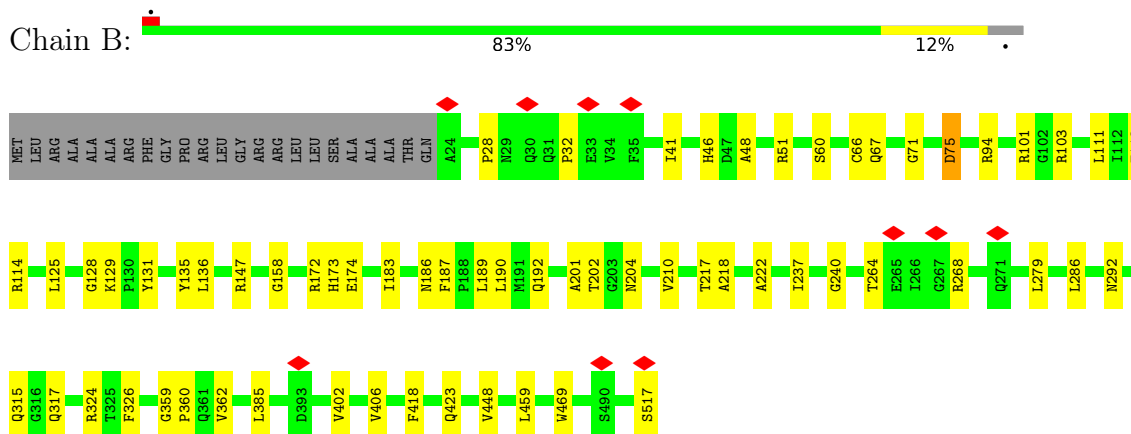 Chain B:
83% 12%
MET LEU ARG ALA ALA ALA ARG PHE GLY PRO ARG LEU GLY ARG ARG LEU LEU SER ALA ALA ALA THR GLN A24 P28 N29 Q30 Q31 P32 E33 V34 F35 I41 H46 D47 A48 R51 S60 C66 Q67 G71 D75 R94 R101 G102 R103 L111 I112
R114 L125 G128 K129 P130 Y131 Y135 L136 R147 G158 R172 H173 E174 I183 N186 F187 P188 L189 L190 M191 Q192 A201 T202 G203 N204 V210 T217 A218 A222 I237 G240 T264 E265 I266 G267 R268 Q271 L279 L286 N292
Q315 G316 Q317 R324 T325 F326 G359 P360 Q361 V362 L385 D393 V402 V406 F418 Q423 V448 L459 W469 S490 S517